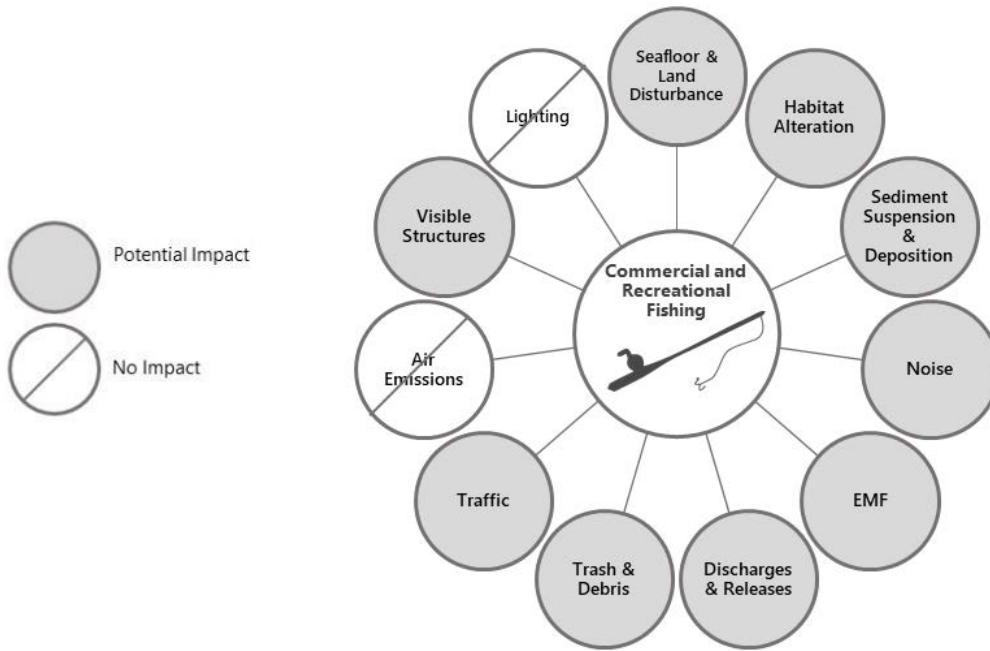 Potential Impact
No Impact
Commercial and
Recreational
Fishing
Seafloor &
Land
Disturbance
Habitat
Alteration
Sediment
Suspension
&
Deposition
Noise
EMF
Discharges
& Releases
Trash &
Debris
Traffic
Air
Emissions
Visible
Structures
Lighting